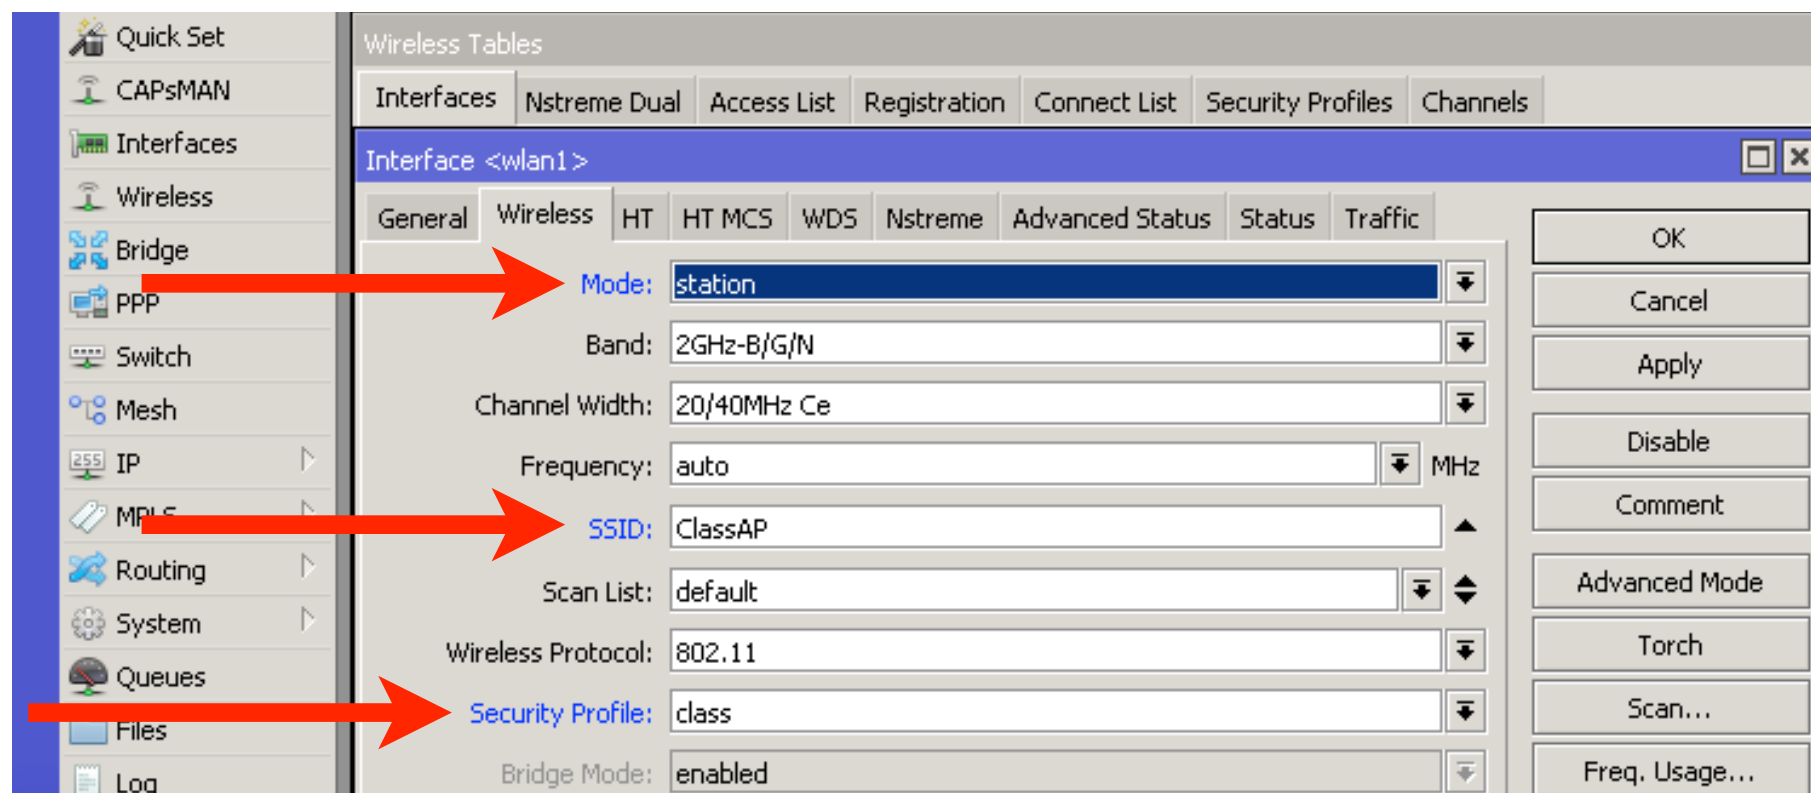 Quick Set
CAPsMAN
Interfaces
Wireless
Bridge
PPP
Switch
Mesh
255 IP
MPLS
Routing
System
Queues
Files
Log
Wireless Tables
Interfaces Nstreme Dual Access List Registration Connect List Security Profiles Channels
Interface <wlan1>
General Wireless HT HT MCS WDS Nstreme Advanced Status Status Traffic
Mode: station
Band: 2GHz-B/G/N
Channel Width: 20/40MHz Ce
Frequency: auto MHz
SSID: ClassAP
Scan List: default
Wireless Protocol: 802.11
Security Profile: class
Bridge Mode: enabled
OK
Cancel
Apply
Disable
Comment
Advanced Mode
Torch
Scan...
Freq. Usage...